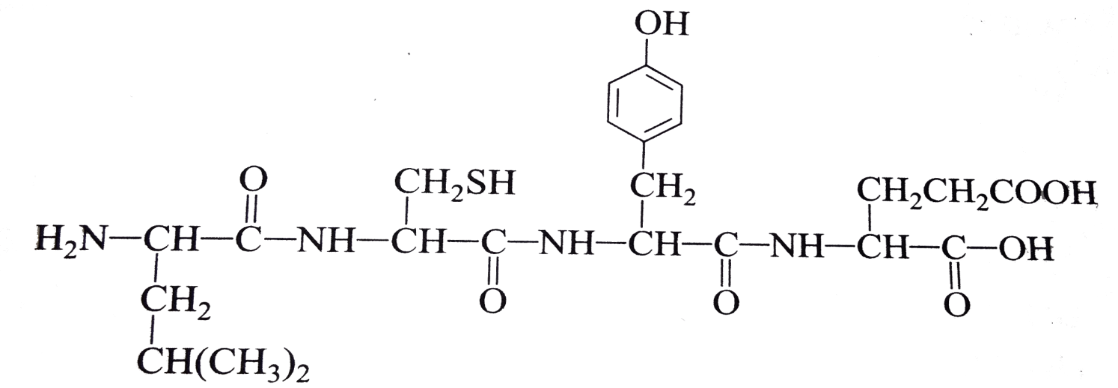 OH
O
CH₂SH
CH₂
CH₂CH₂COOH
H₂N—CH—C—NH—CH—C—NH—CH—C—NH—CH—C—OH
CH₂
O
O
O
CH(CH₃)₂